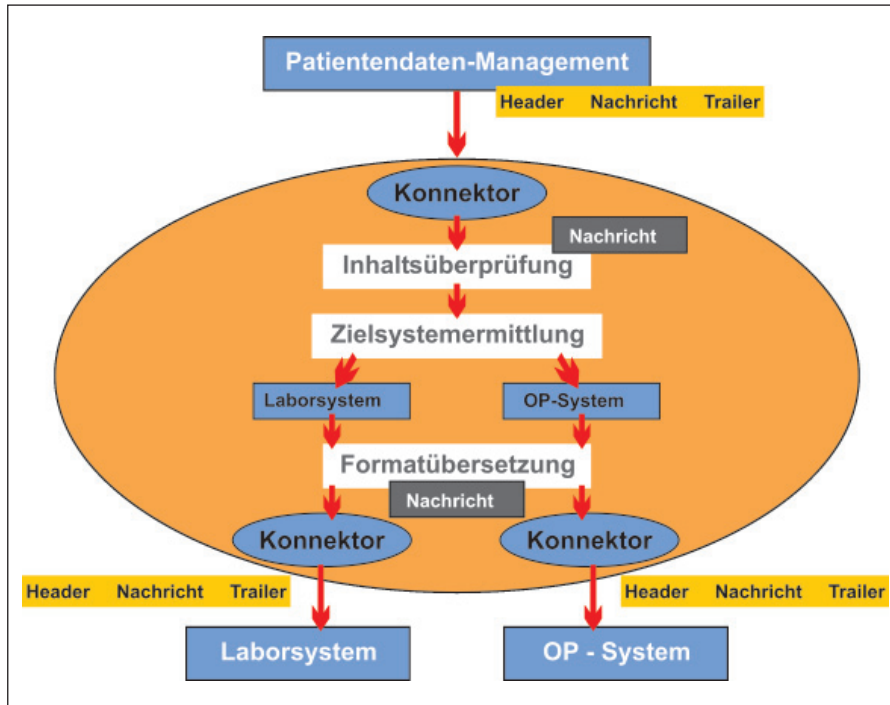 Patientendaten-Management
Header Nachricht Trailer
Konnektor
Nachricht
Inhaltsüberprüfung
Zielsystemermittlung
Laborsystem OP-System
Formatübersetzung
Nachricht
Konnektor Konnektor
Header Nachricht Trailer Header Nachricht Trailer
Laborsystem OP - System